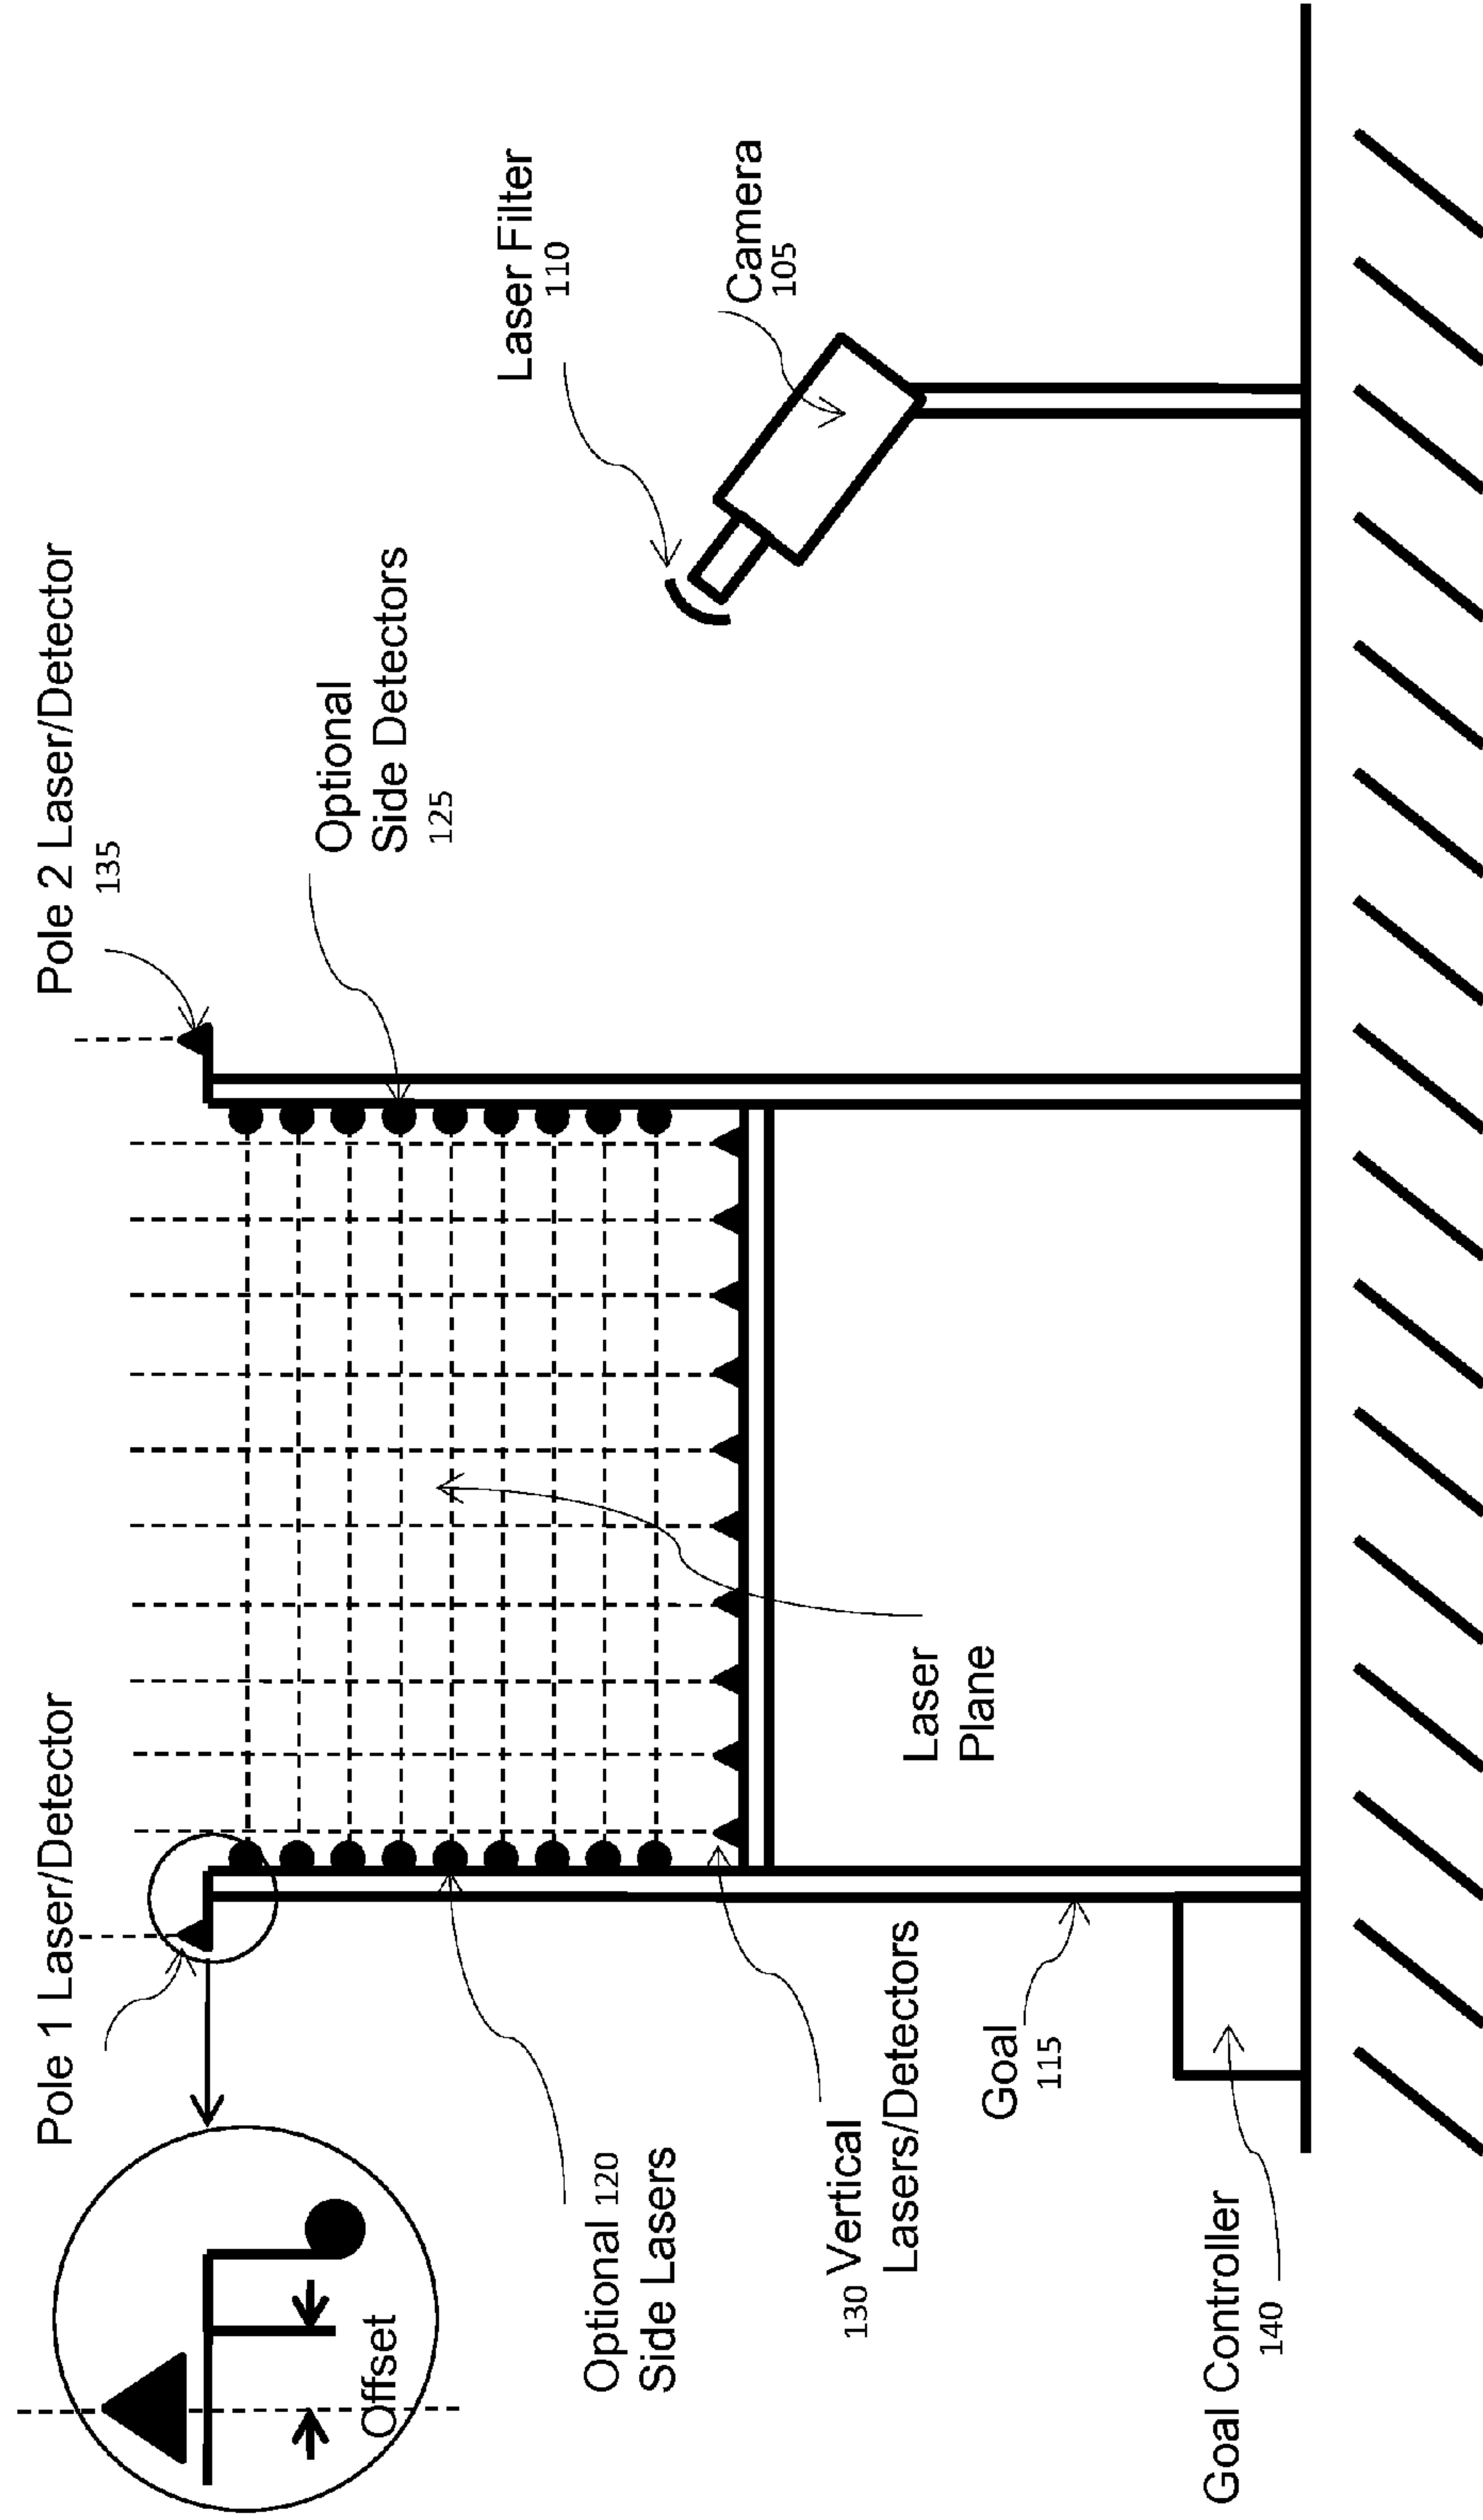 Pole 1 Laser/Detector
Pole 2 Laser/Detector
135
Offset
Optional
Side Detectors
125
Laser Filter
110
Optional 120
Side Lasers
Camera
105
130 Vertical
Lasers/Detectors
Laser
Plane
Goal
115
Goal Controller
140